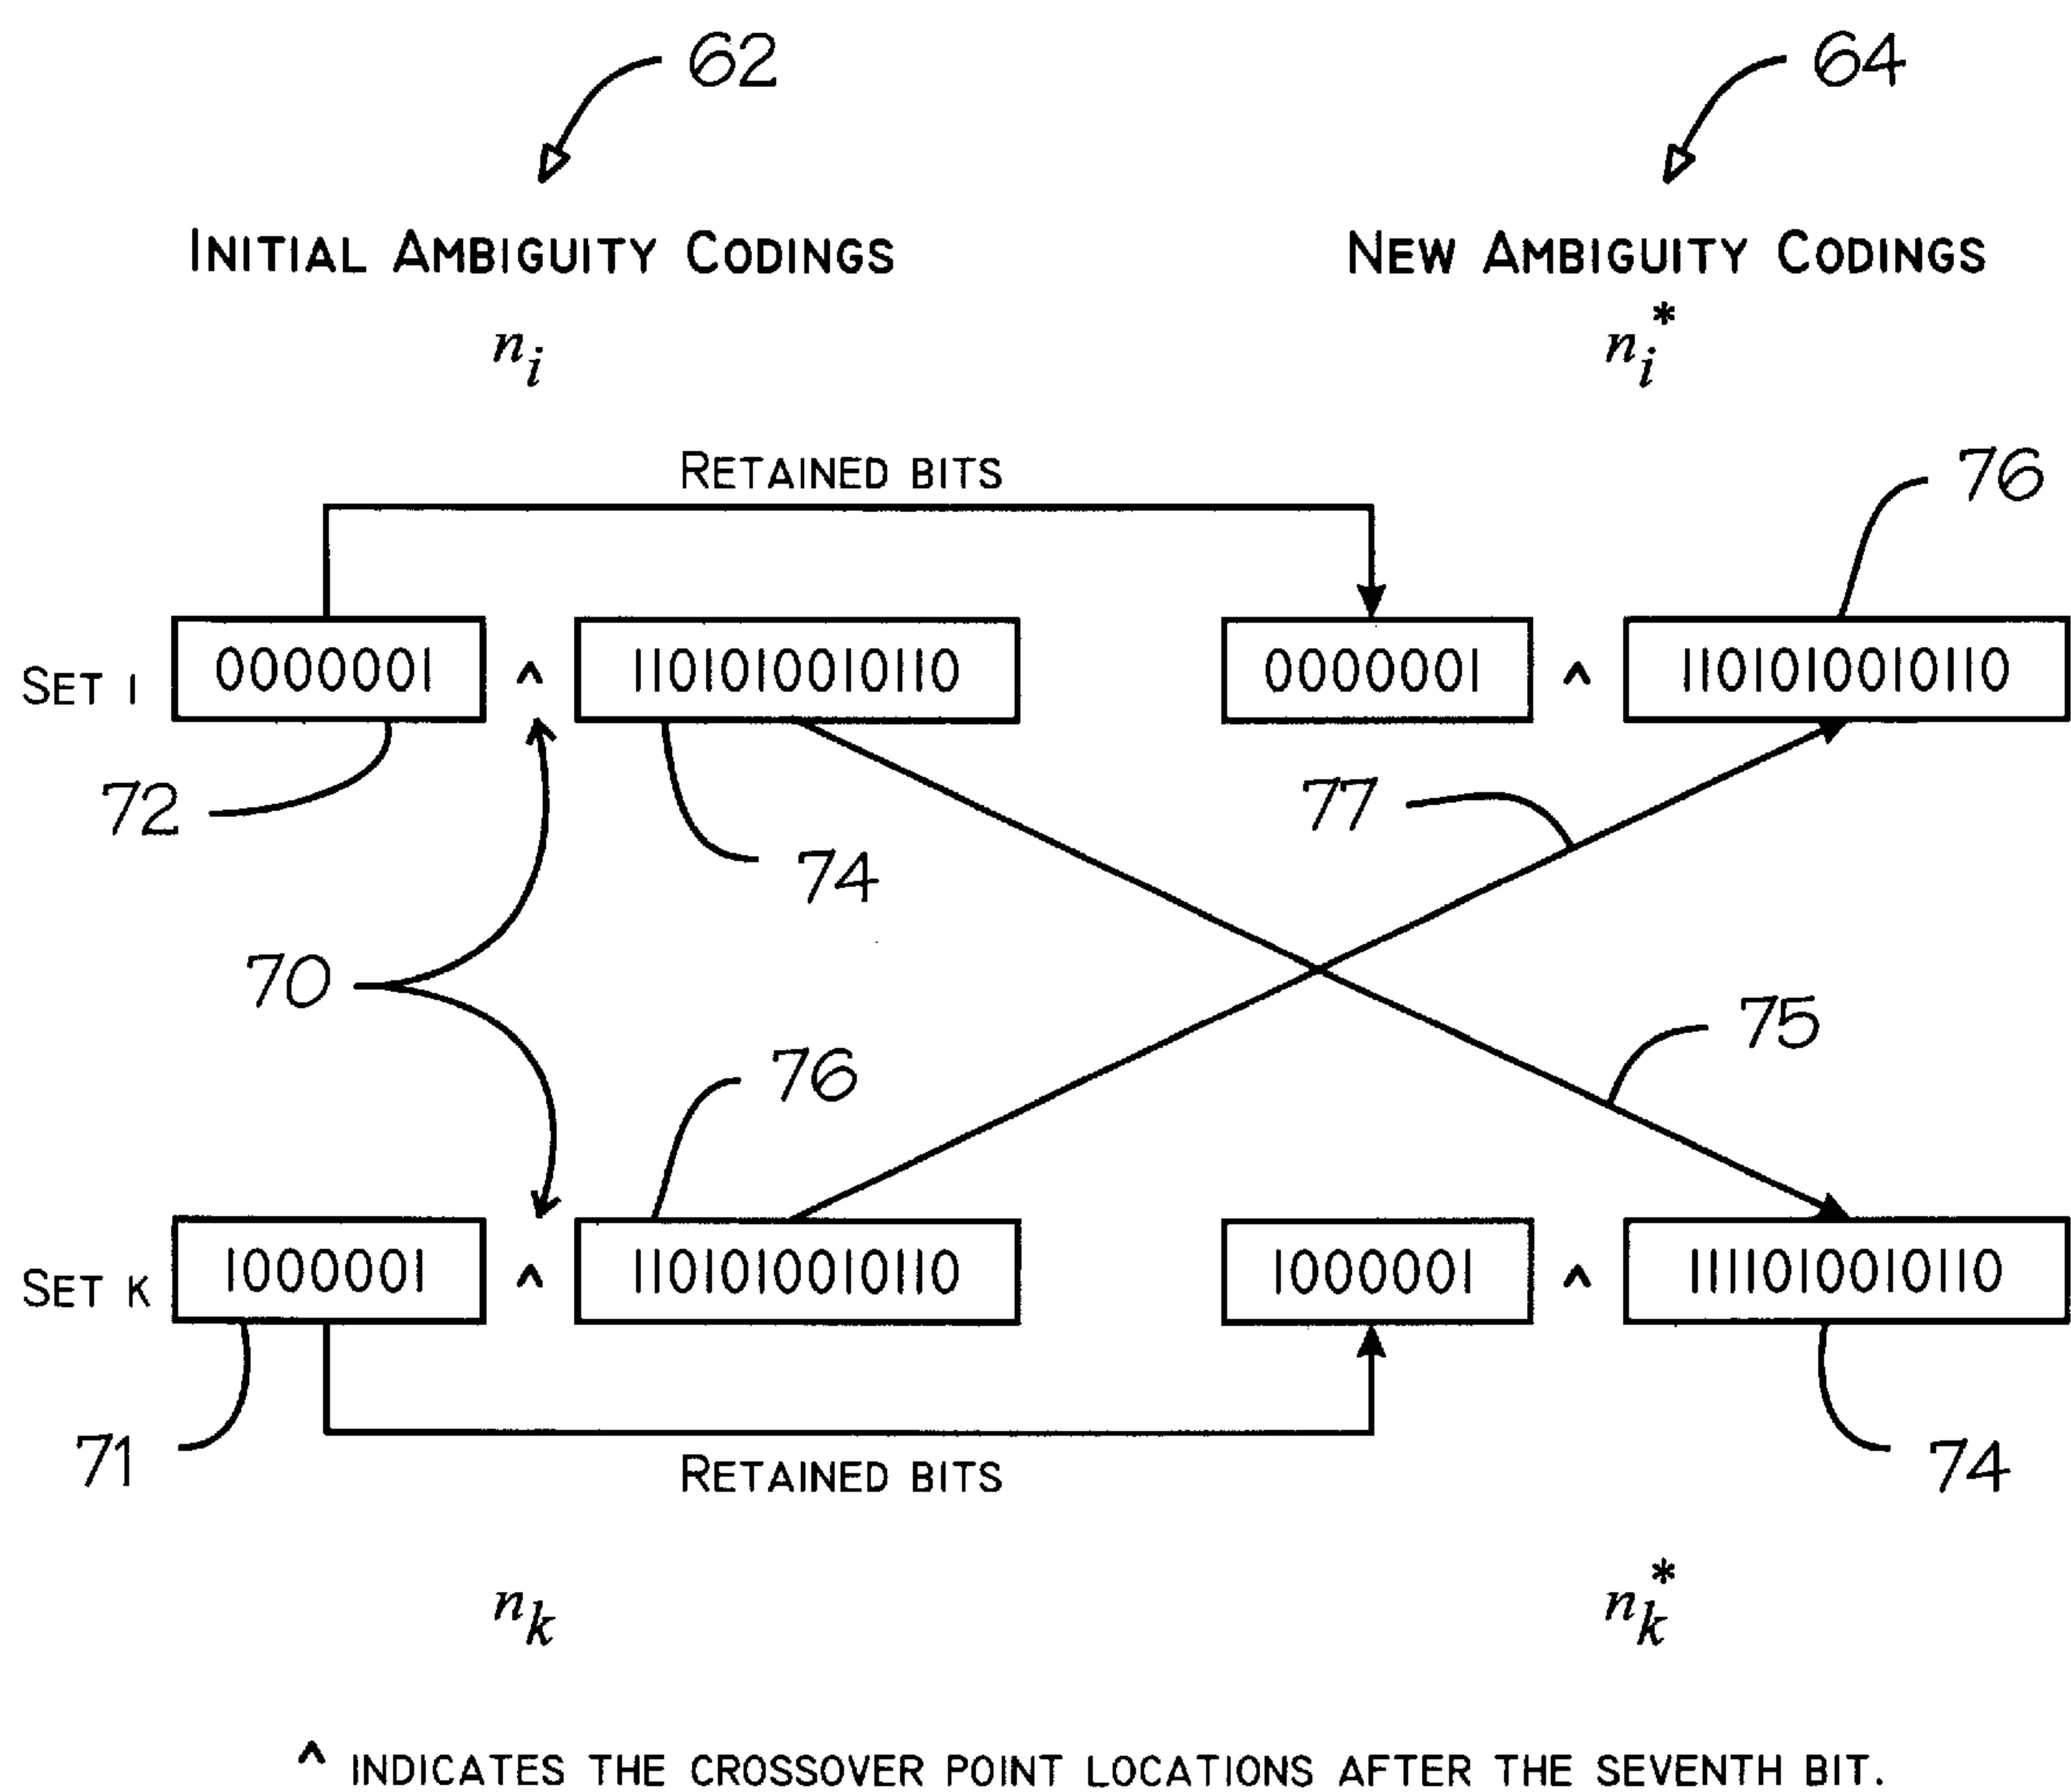 62
64
INITIAL AMBIGUITY CODINGS
NEW AMBIGUITY CODINGS
n_i
n_i*
RETAINED BITS
76
SET I 0000001 ^ 1101010010110 0000001 ^ 1101010010110
72
77
74
70
75
76
SET K 1000001 ^ 1101010010110 1000001 ^ 1111010010110
71
74
RETAINED BITS
n_k
n_k*
^ INDICATES THE CROSSOVER POINT LOCATIONS AFTER THE SEVENTH BIT.